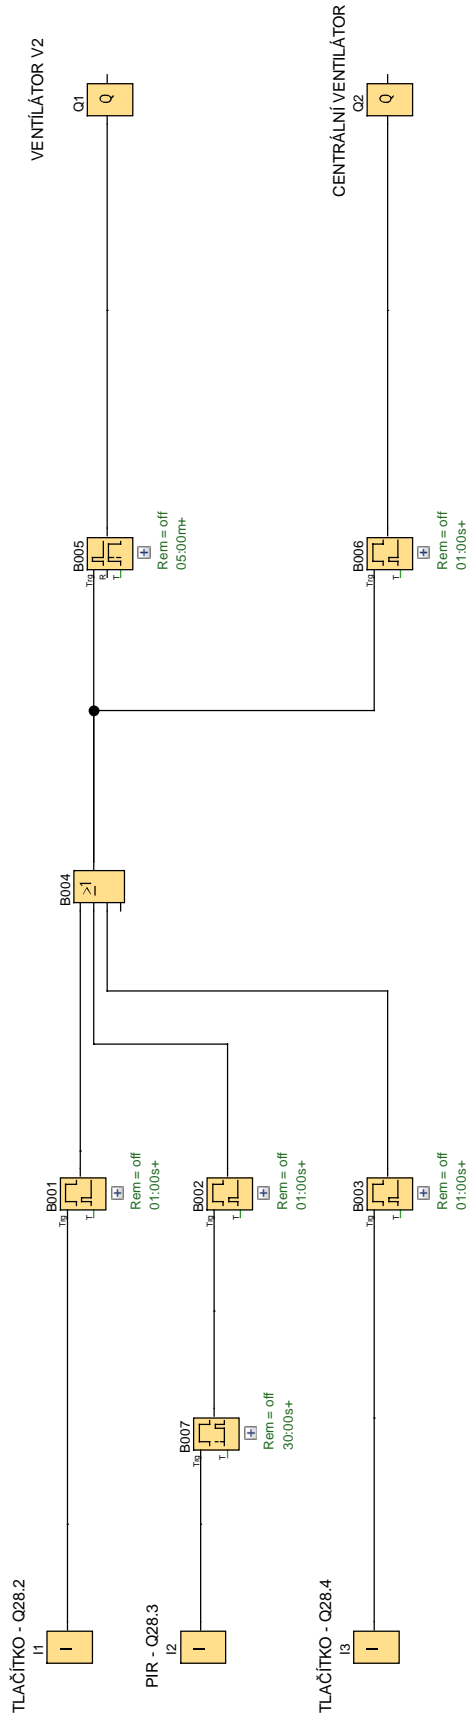 TLAČÍTKO - Q28.2
I1
I
PIR - Q28.3
I2
I
TLAČÍTKO - Q28.4
I3
I
B007
Trg
T
Rem = off
30:00s+
B001
Trg
T
Rem = off
01:00s+
B002
Trg
T
Rem = off
01:00s+
B003
Trg
T
Rem = off
01:00s+
B004
≥1
B005
Trg
R
T
Rem = off
05:00m+
B006
Trg
T
Rem = off
01:00s+
VENTÍLÁTOR V2
Q1
Q
CENTRÁLNÍ VENTILÁTOR
Q2
Q